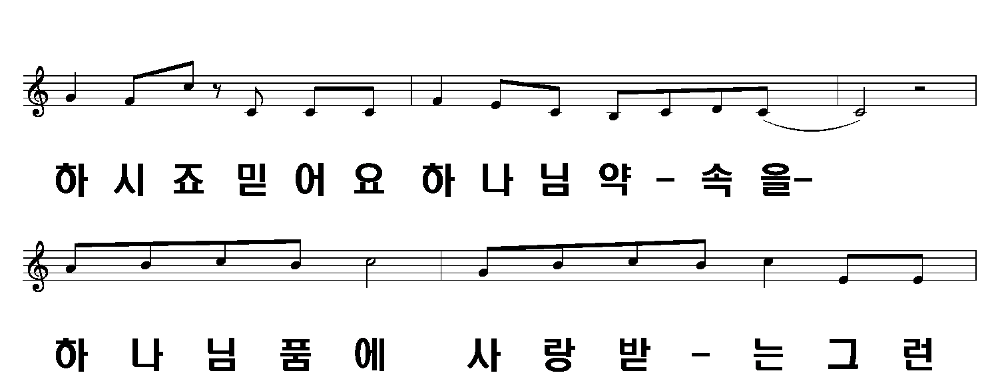 하 시 죠 믿 어 요 하 나 님 약 - 속 을-
하 나 님 품 에 사 랑 받 - 는 그 런